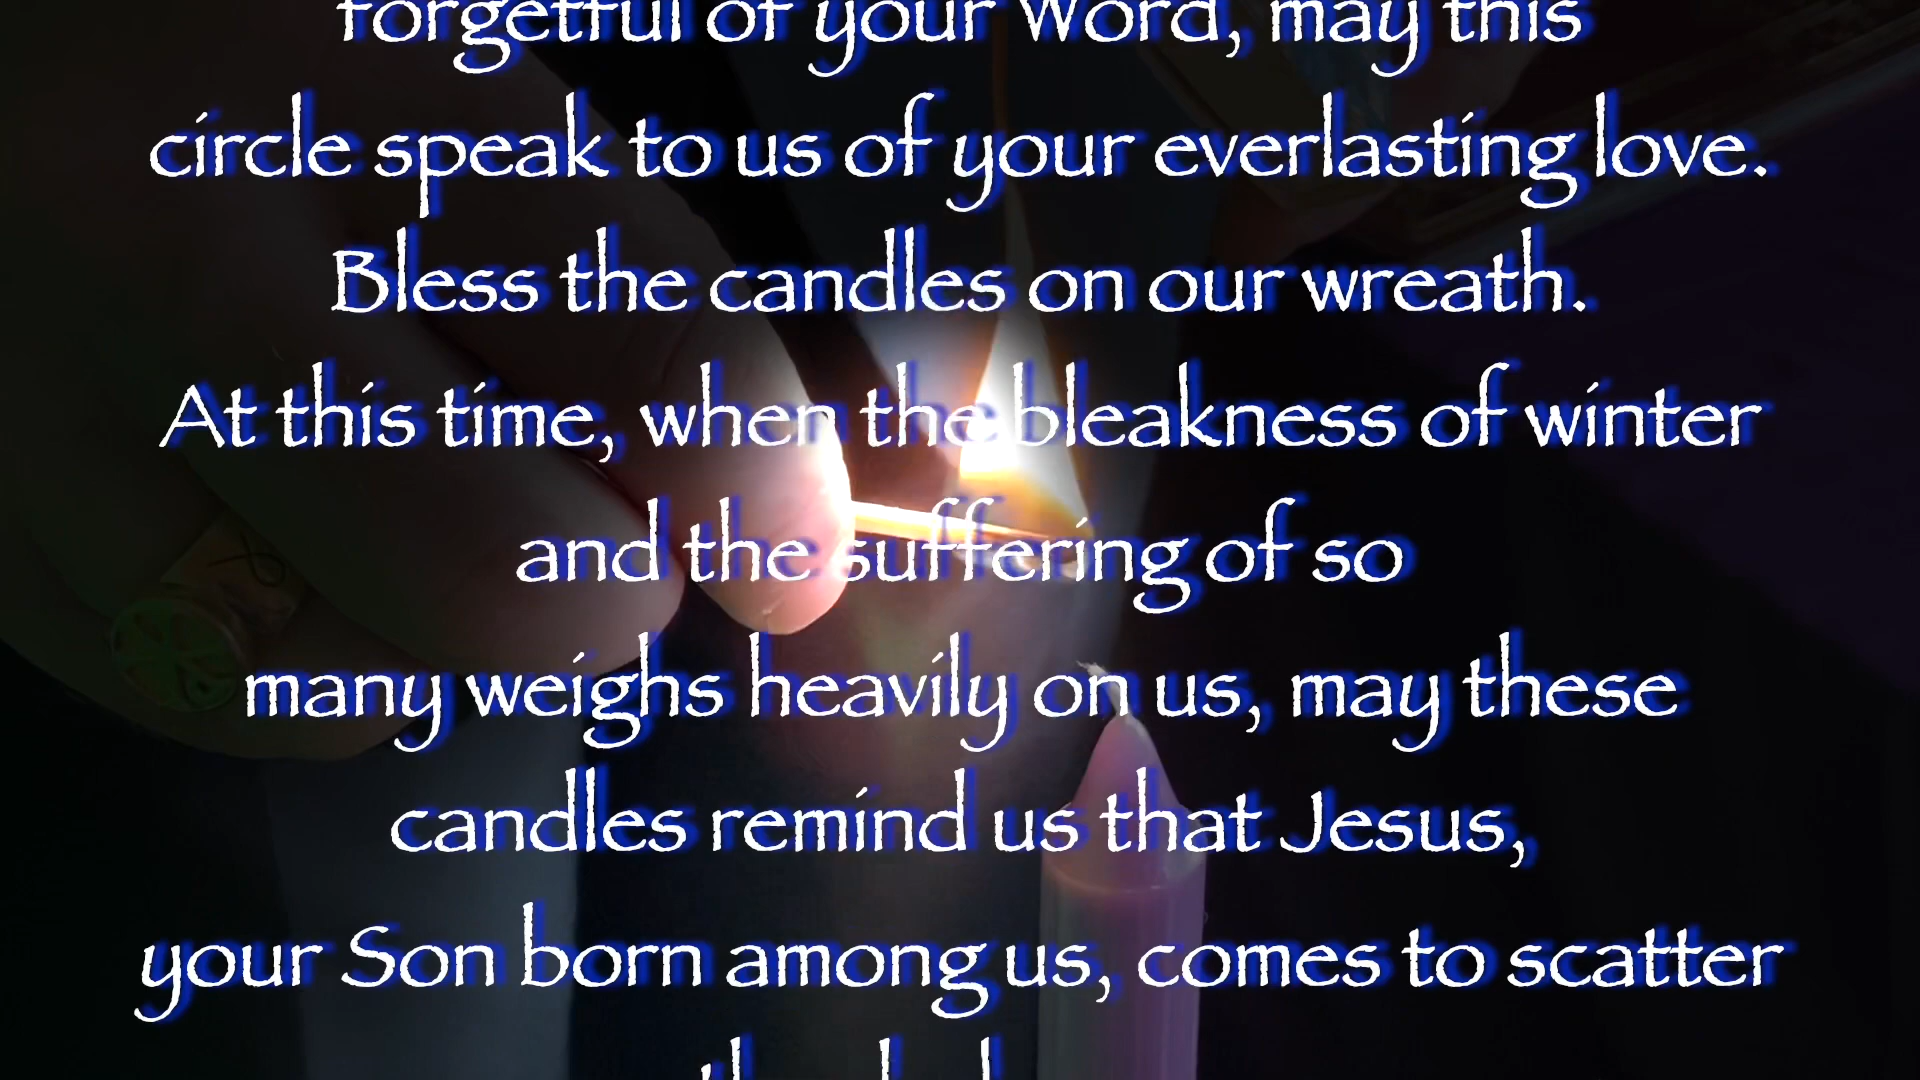 forgetful of your Word, may this
circle speak to us of your everlasting love.
Bless the candles on our wreath.
At this time, when the bleakness of winter
and the suffering of so
many weighs heavily on us, may these
candles remind us that Jesus,
your Son born among us, comes to scatter